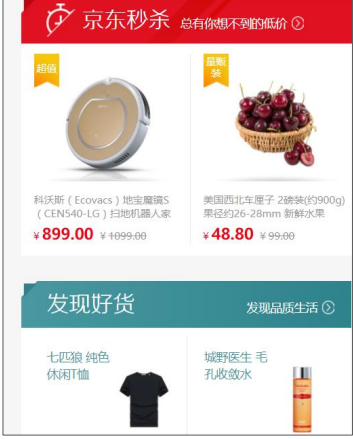 京东秒杀 总有你想不到的低价
超值
量贩
装
科沃斯（Ecovacs）地宝魔镜S
（CEN540-LG）扫地机器人家
¥899.00 ¥1099.00
美国西北车厘子 2磅装(约900g)
果径约26-28mm 新鲜水果
¥48.80 ¥99.00
发现好货 发现品质生活
七匹狼 纯色
休闲T恤
城野医生 毛
孔收敛水